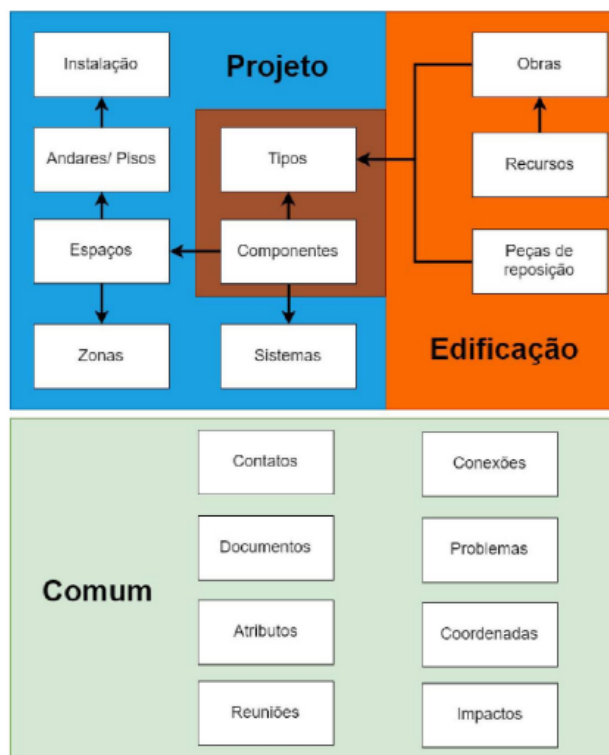 Instalação
Projeto
Obras
Andares/ Pisos
Tipos
Recursos
Espaços
Componentes
Peças de
reposição
Zonas
Sistemas
Edificação
Contatos
Conexões
Documentos
Problemas
Comum
Atributos
Coordenadas
Reuniões
Impactos